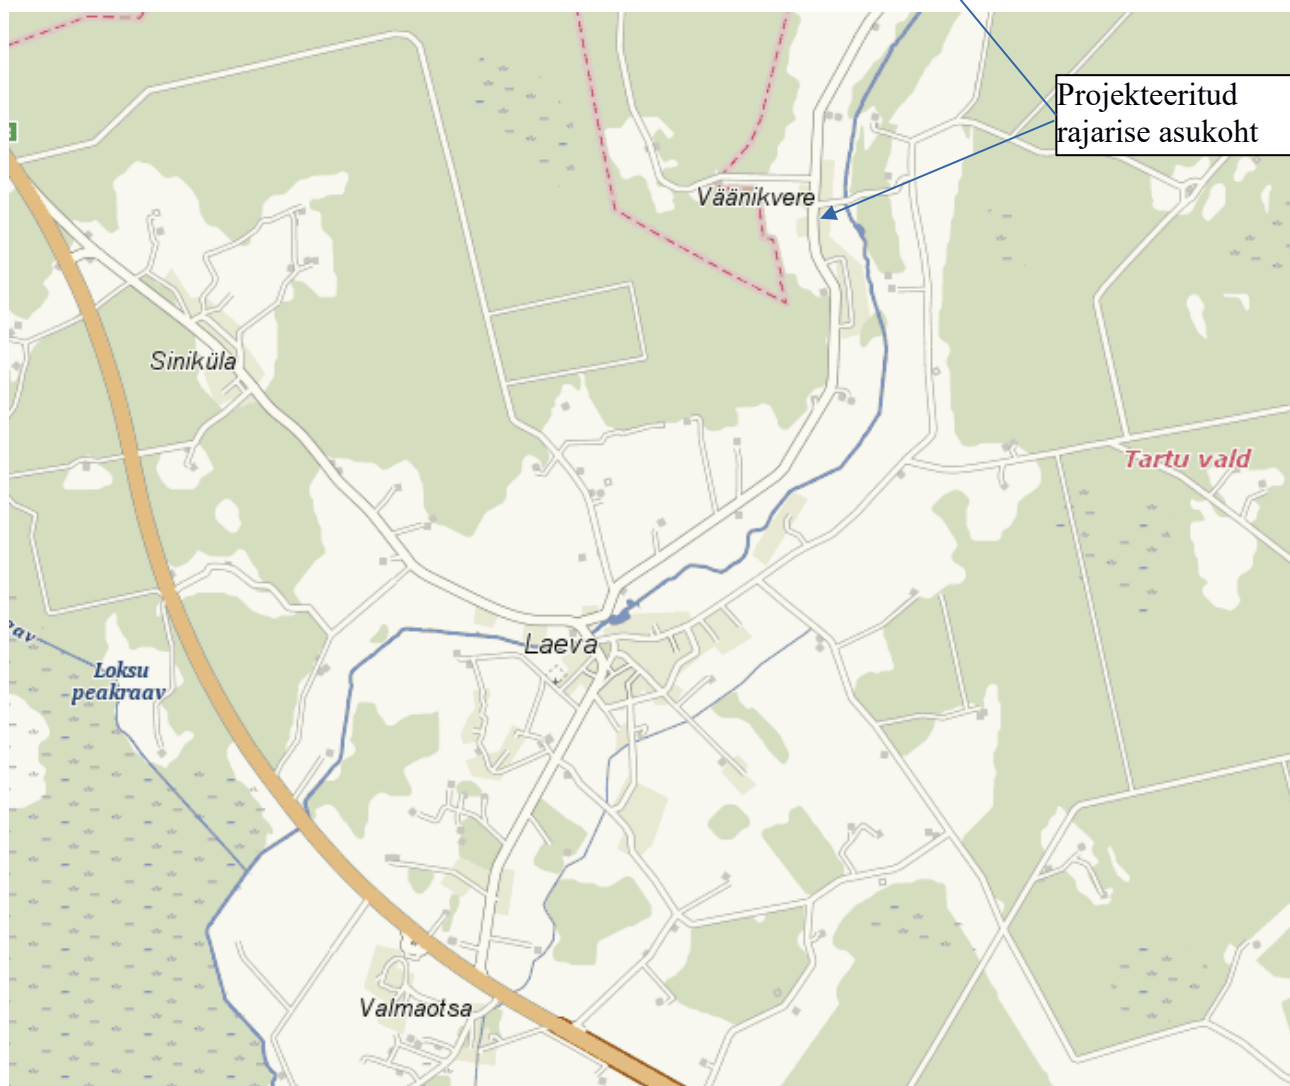 Projekteeritud
rajarise asukoht
Väänikvere
Siniküla
Tartu vald
Laeva
Loksu
peakraav
Valmaotsa